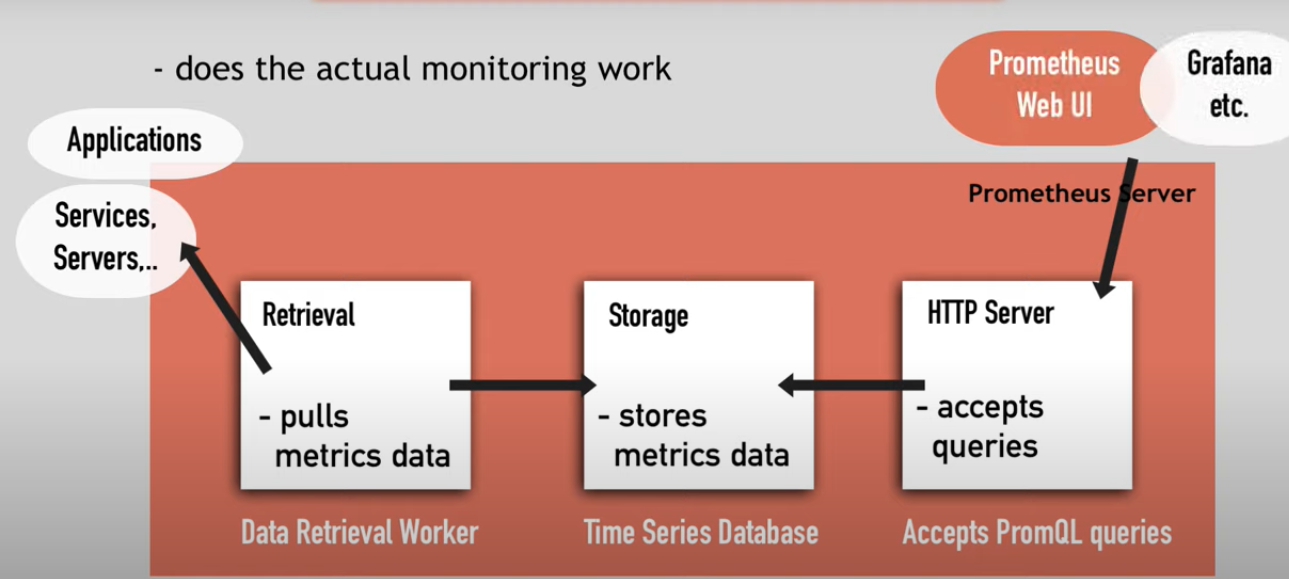 - does the actual monitoring work
Prometheus
Web UI
Grafana
etc.
Applications
Services,
Servers,..
Prometheus Server
Retrieval
- pulls
metrics data
Data Retrieval Worker
Storage
- stores
metrics data
Time Series Database
HTTP Server
- accepts
queries
Accepts PromQL queries